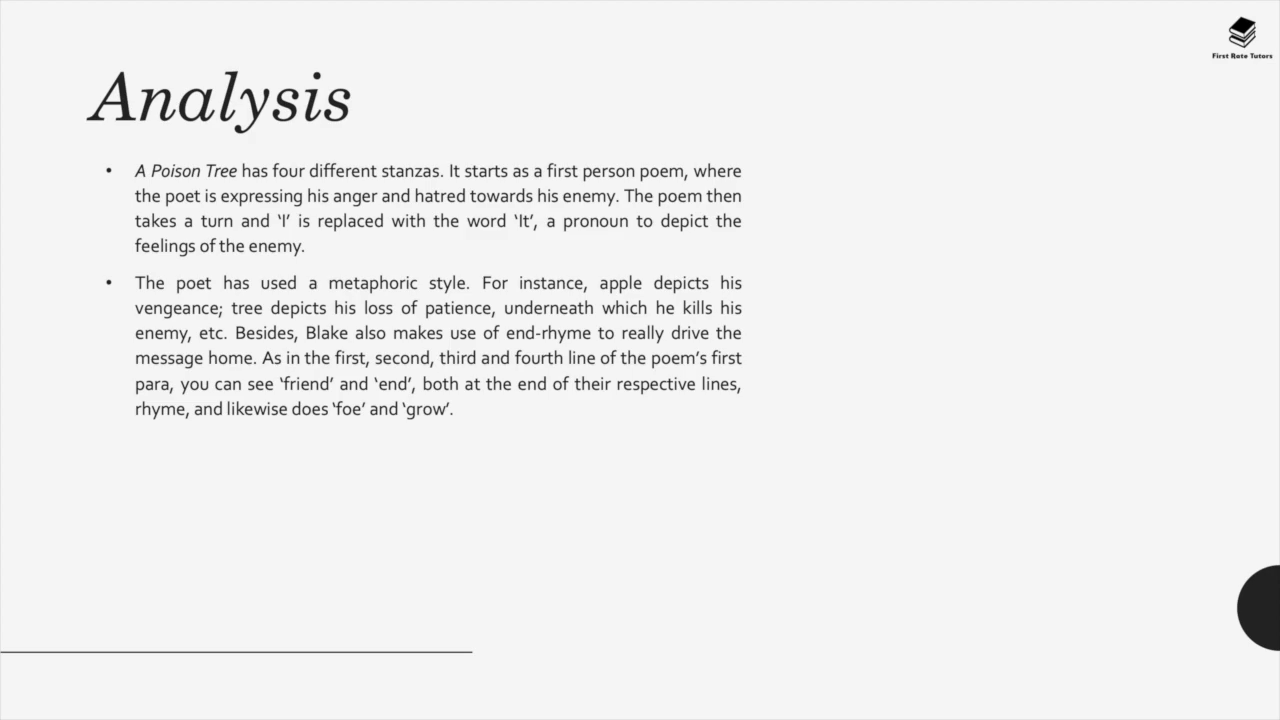 First Rate Tutors
Analysis
• A Poison Tree has four different stanzas. It starts as a first person poem, where
the poet is expressing his anger and hatred towards his enemy. The poem then
takes a turn and ‘I’ is replaced with the word ‘It’, a pronoun to depict the
feelings of the enemy.
• The poet has used a metaphoric style. For instance, apple depicts his
vengeance; tree depicts his loss of patience, underneath which he kills his
enemy, etc. Besides, Blake also makes use of end-rhyme to really drive the
message home. As in the first, second, third and fourth line of the poem’s first
para, you can see ‘friend’ and ‘end’, both at the end of their respective lines,
rhyme, and likewise does ‘foe’ and ‘grow’.